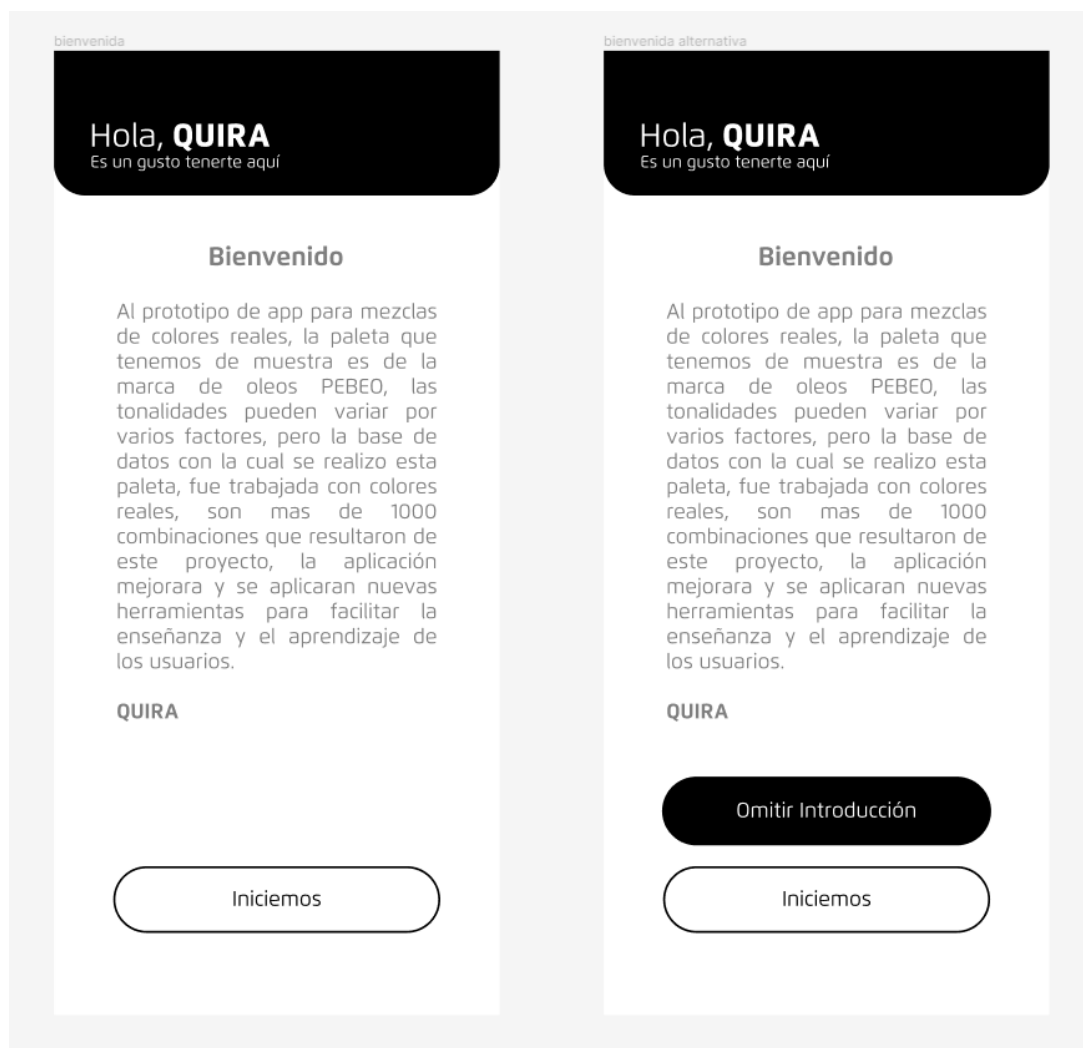 bienvenida
Hola, QUIRA
Es un gusto tenerte aquí
Bienvenido
Al prototipo de app para mezclas
de colores reales, la paleta que
tenemos de muestra es de la
marca de oleos PEBEO, las
tonalidades pueden variar por
varios factores, pero la base de
datos con la cual se realizo esta
paleta, fue trabajada con colores
reales, son mas de 1000
combinaciones que resultaron de
este proyecto, la aplicación
mejorara y se aplicaran nuevas
herramientas para facilitar la
enseñanza y el aprendizaje de
los usuarios.
QUIRA
Iniciemos
bienvenida alternativa
Hola, QUIRA
Es un gusto tenerte aquí
Bienvenido
Al prototipo de app para mezclas
de colores reales, la paleta que
tenemos de muestra es de la
marca de oleos PEBEO, las
tonalidades pueden variar por
varios factores, pero la base de
datos con la cual se realizo esta
paleta, fue trabajada con colores
reales, son mas de 1000
combinaciones que resultaron de
este proyecto, la aplicación
mejorara y se aplicaran nuevas
herramientas para facilitar la
enseñanza y el aprendizaje de
los usuarios.
QUIRA
Omitir Introducción
Iniciemos